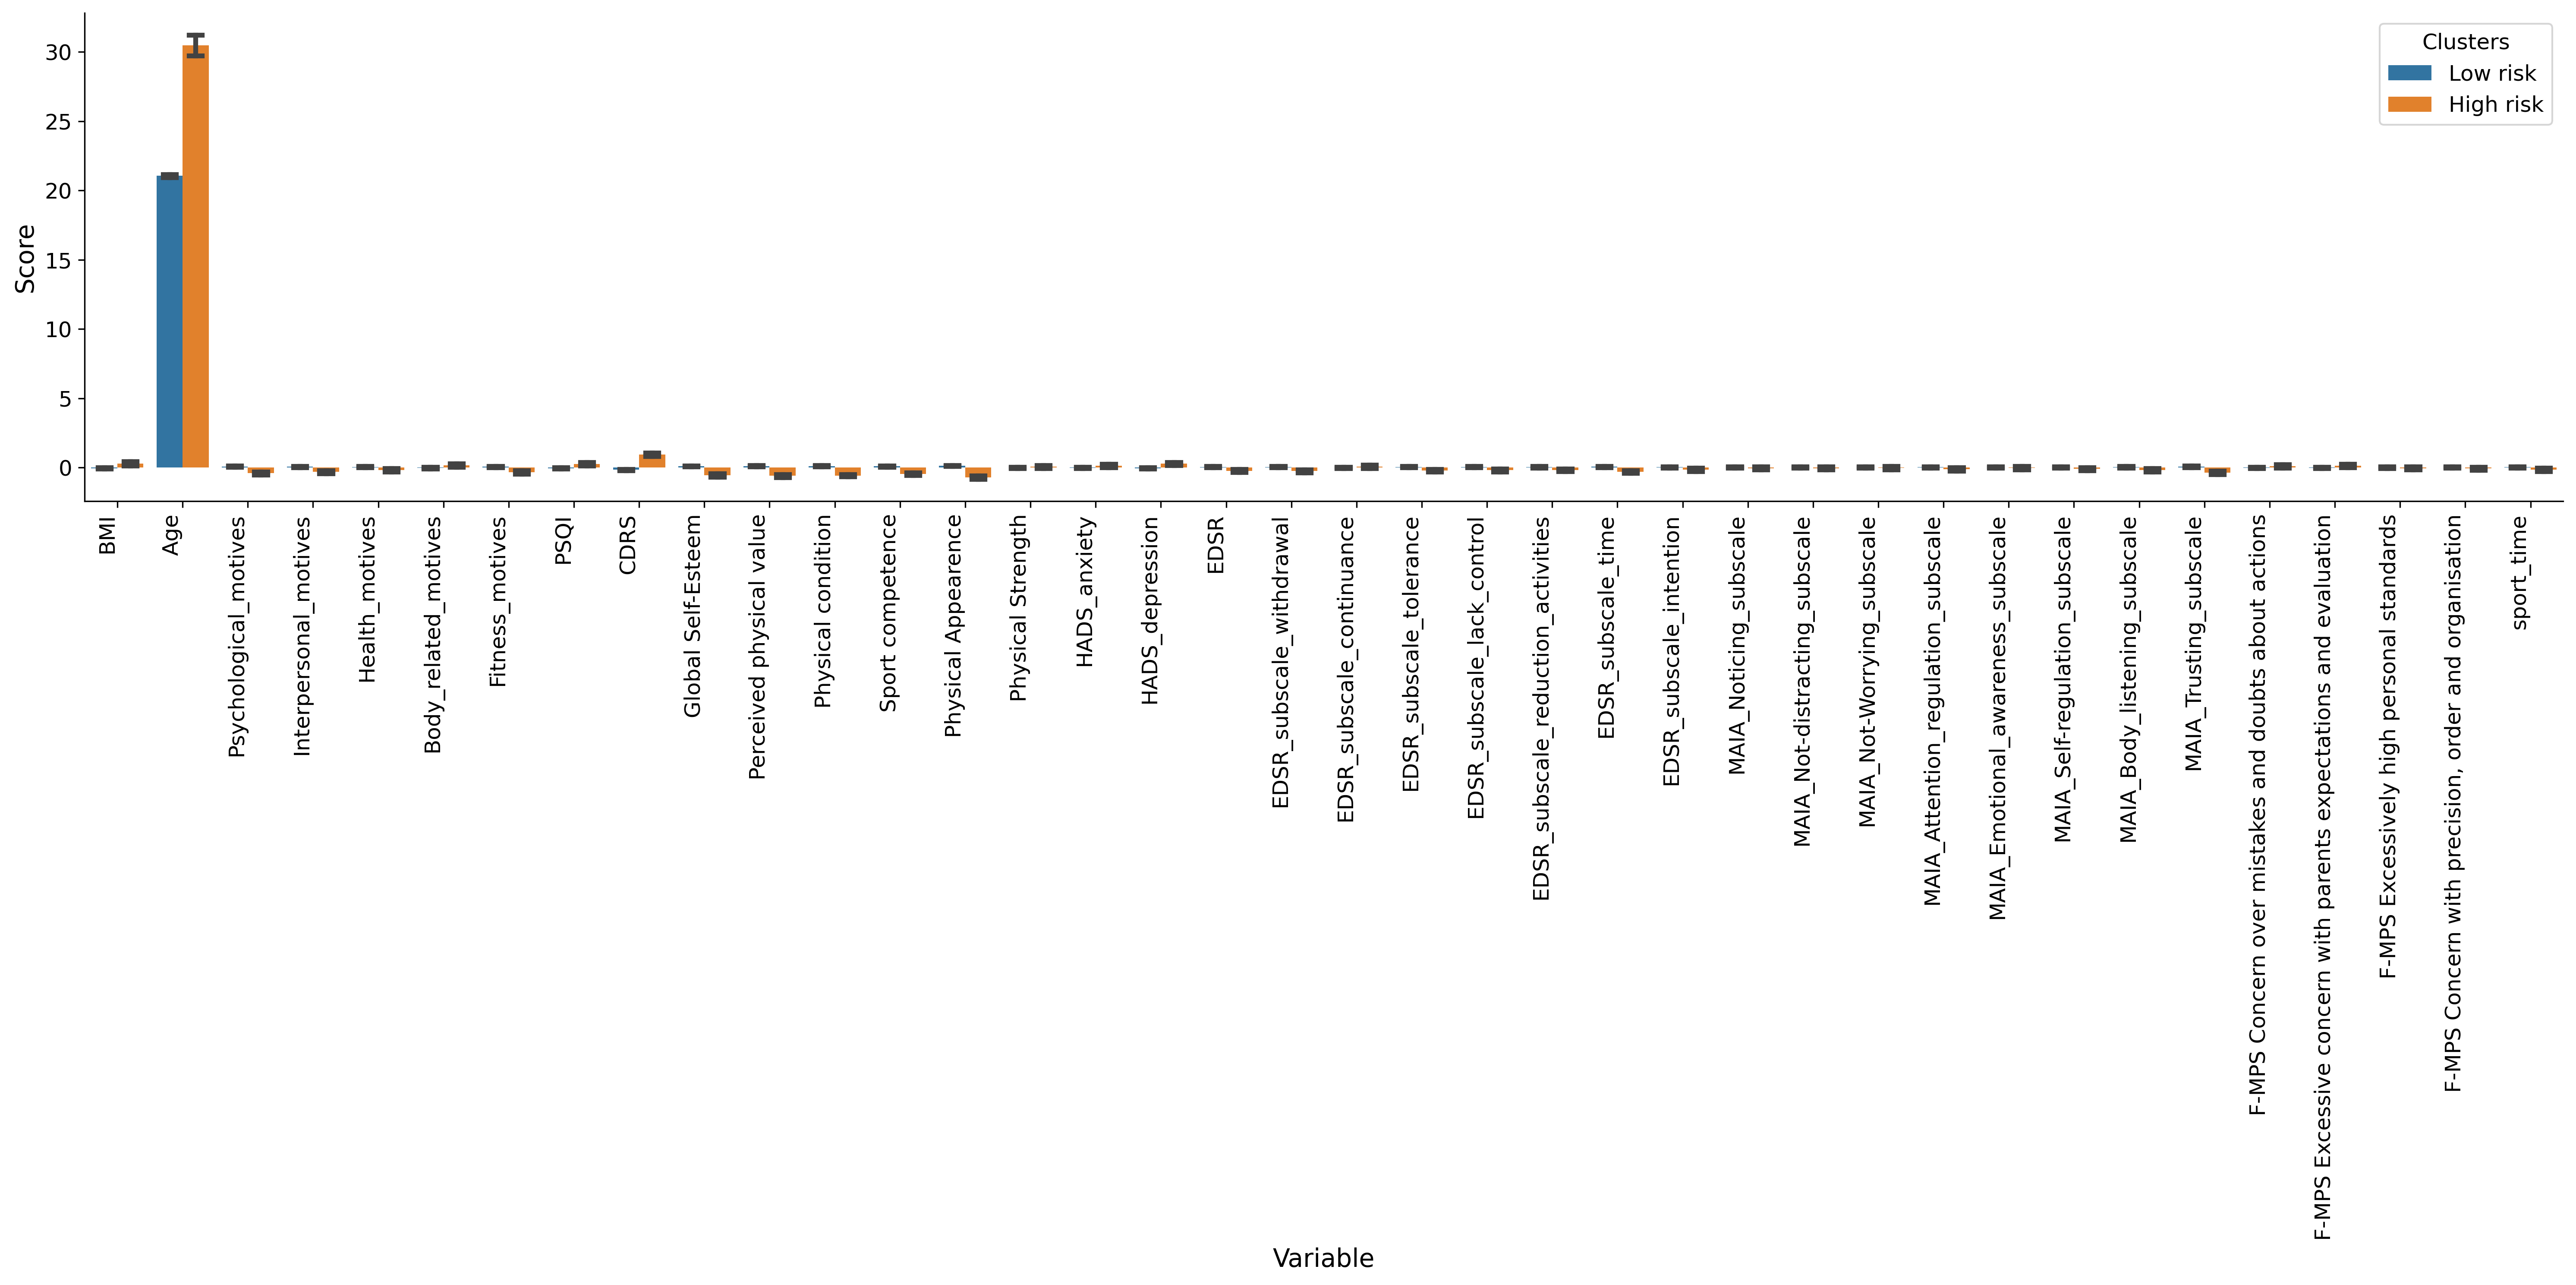 Clusters
Low risk
High risk
Score
30
25
20
15
10
5
0
BMI
Age
Psychological_motives
Interpersonal_motives
Health_motives
Body_related_motives
Fitness_motives
PSQI
CDRS
Global Self-Esteem
Perceived physical value
Physical condition
Sport competence
Physical Appearence
Physical Strength
HADS_anxiety
HADS_depression
EDSR
EDSR_subscale_withdrawal
EDSR_subscale_continuance
EDSR_subscale_tolerance
EDSR_subscale_lack_control
EDSR_subscale_reduction_activities
EDSR_subscale_time
EDSR_subscale_intention
MAIA_Noticing_subscale
MAIA_Not-distracting_subscale
MAIA_Not-Worrying_subscale
MAIA_Attention_regulation_subscale
MAIA_Emotional_awareness_subscale
MAIA_Self-regulation_subscale
MAIA_Body_listening_subscale
MAIA_Trusting_subscale
F-MPS Concern over mistakes and doubts about actions
F-MPS Excessive concern with parents expectations and evaluation
F-MPS Excessively high personal standards
F-MPS Concern with precision, order and organisation
sport_time
Variable